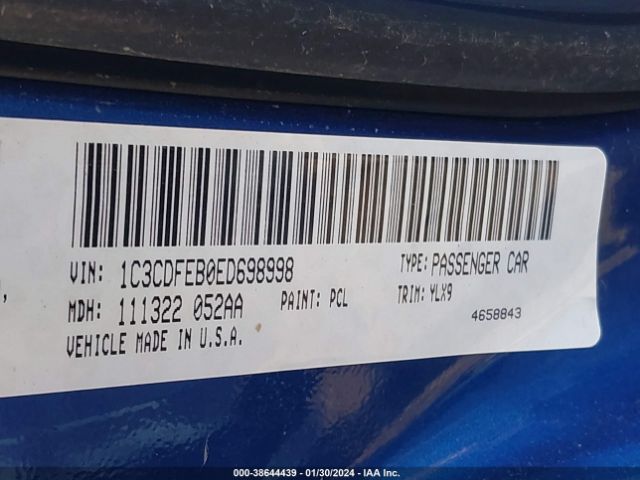 VIN: 1C3CDFEB0ED698998 TYPE: PASSENGER CAR
MDH: 111322 052AA PAINT: PCL TRIM: YLX9
VEHICLE MADE IN U.S.A. 4658843
000-38644439 - 01/30/2024 - IAA Inc.